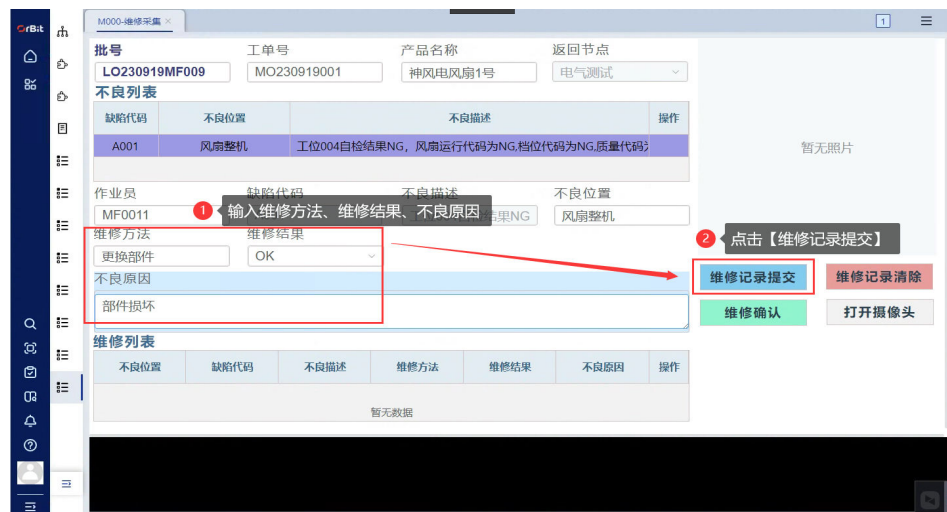 OrBit
M000-维修采集 ×
1
批号 工单号 产品名称 返回节点
LO230919MF009 MO230919001 神风电风扇1号 电气测试
不良列表
缺陷代码 不良位置 不良描述 操作
A001 风扇整机 工位004自检结果NG，风扇运行代码为NG,档位代码为NG,质量代码
暂无照片
作业员 缺陷代码 不良描述 不良位置
1 输入维修方法、维修结果、不良原因
MF0011 结果NG 风扇整机
维修方法 维修结果
2 点击【维修记录提交】
更换部件 OK
不良原因
维修记录提交 维修记录清除
部件损坏
维修确认 打开摄像头
维修列表
不良位置 缺陷代码 不良描述 维修方法 维修结果 不良原因 操作
暂无数据